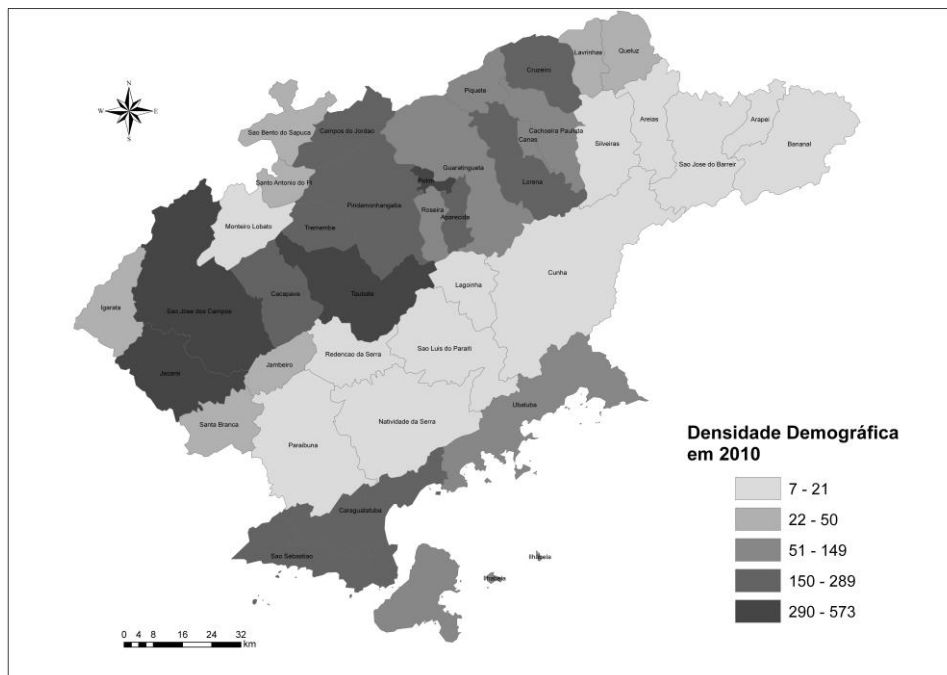 N
W
E
S
Lavrinhas
Queluz
Cruzeiro
Piquete
Areias
Arapei
Sao Bento do Sapuca
Campos do Jordao
Cachoeira Paulista
Canas
Silveiras
Bananal
Sao Jose do Barreir
Guaratingueta
Santo Antonio do Pi
Potim
Lorena
Pindamonhangaba
Roseira
Aparecida
Monteiro Lobato
Tremembe
Cunha
Lagoinha
Igarata
Cacapava
Taubate
Sao Jose dos Campos
Sao Luis do Paraiti
Redencao da Serra
Jambeiro
Jacarei
Ubatuba
Santa Branca
Natividade da Serra
Paraibuna
Caraguatatuba
Sao Sebastiao
Ilhabela
Ilhabela
Densidade Demográfica
em 2010
7 - 21
22 - 50
51 - 149
150 - 289
290 - 573
0 4 8 16 24 32
km